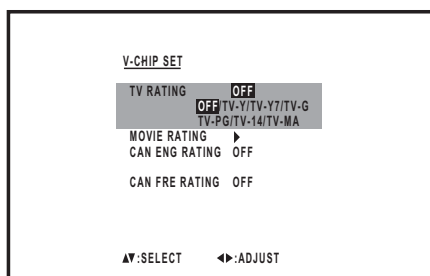 V-CHIP SET
TV RATING OFF
OFF/TV-Y/TV-Y7/TV-G
TV-PG/TV-14/TV-MA
MOVIE RATING ▶
CAN ENG RATING OFF
CAN FRE RATING OFF
▲▼:SELECT ◀▶:ADJUST